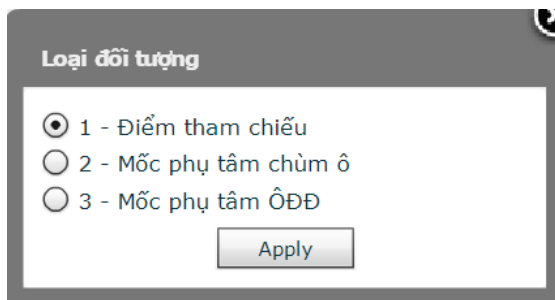 Loại đối tượng
1 - Điểm tham chiếu
2 - Mốc phụ tâm chùm ô
3 - Mốc phụ tâm ÔĐĐ
Apply